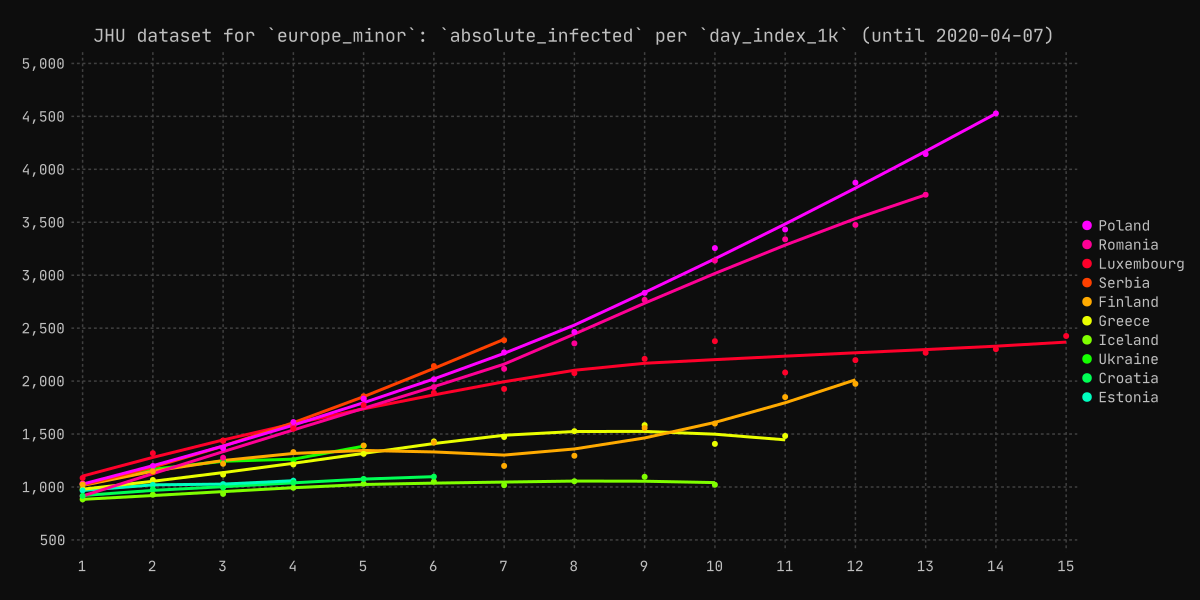 JHU dataset for `europe_minor`: `absolute_infected` per `day_index_1k` (until 2020-04-07)
5,000
4,500
4,000
3,500
3,000
2,500
2,000
1,500
1,000
500
1 2 3 4 5 6 7 8 9 10 11 12 13 14 15
Poland
Romania
Luxembourg
Serbia
Finland
Greece
Iceland
Ukraine
Croatia
Estonia